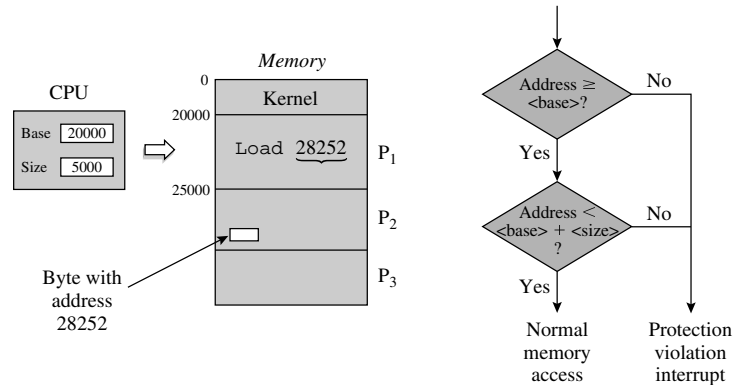 CPU
Base 20000
Size 5000
Memory
0
Kernel
20000
Load 28252
P1
25000
P2
P3
Byte with
address
28252
Address ≥
<base>?
No
Yes
Address <
<base> + <size>
?
No
Yes
Normal
memory
access
Protection
violation
interrupt